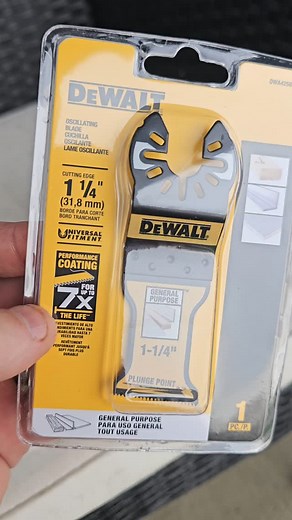 DEWALT
OSCILLATING
BLADE
CUCHILLA
OSCILANTE
LAME OSCILLANTE
CUTTING EDGE
1 1/4"
(31,8 mm)
BORDE PARA CORTE
BORD TRANCHANT
UNIVERSAL
FITMENT
PERFORMANCE
COATING
7X FOR UP TO
THE LIFE
DEWALT
GENERAL
PURPOSE
1-1/4"
PLUNGE POINT
GENERAL PURPOSE
PARA USO GENERAL
TOUT USAGE
1
PC./P.